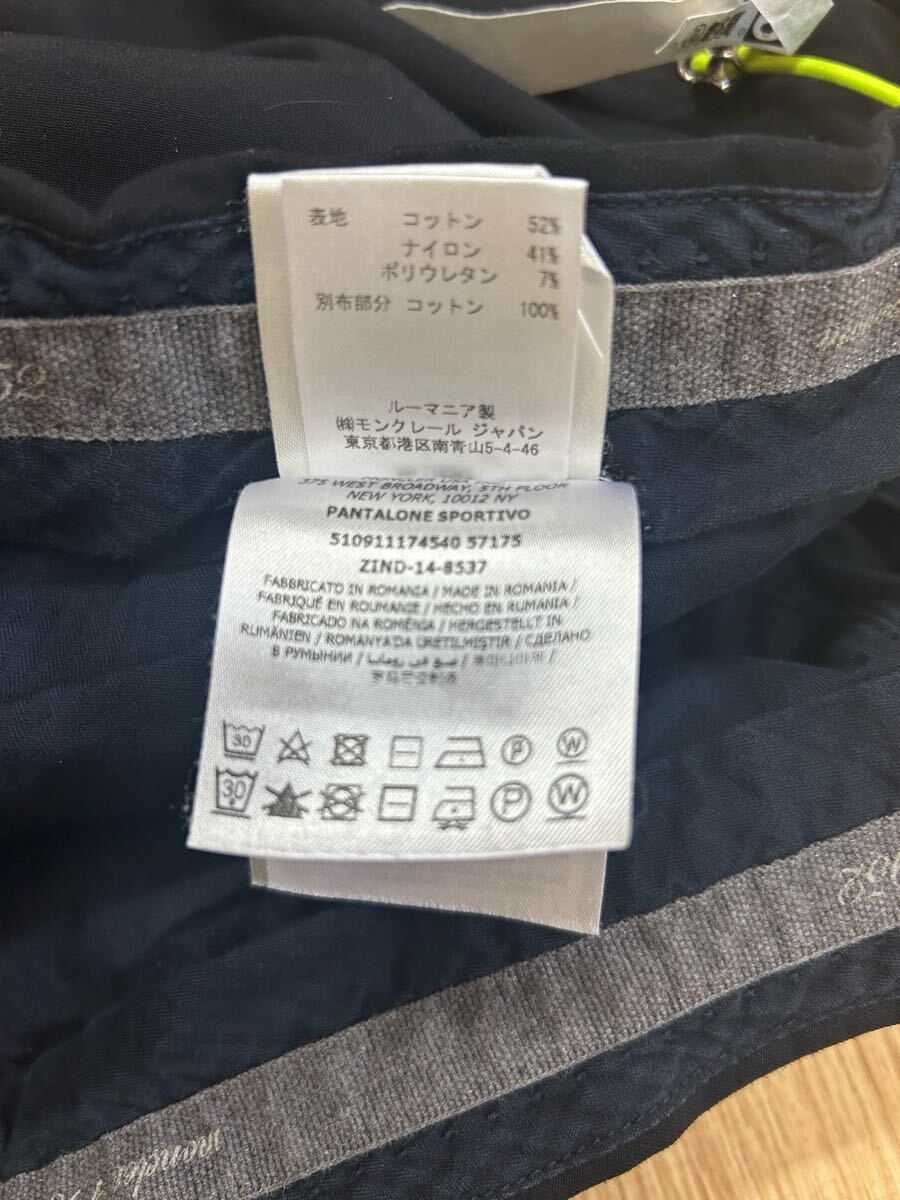 表地 コットン 52%
ナイロン 41%
ポリウレタン 7%
別布部分 コットン 100%
ルーマニア製
㈱モンクレール ジャパン
東京都港区南青山5-4-46
52
375 WEST BROADWAY, 5TH FLOOR
NEW YORK, 10012 NY
PANTALONE SPORTIVO
510911174540 57175
ZIND-14-8537
FABBRICATO IN ROMANIA / MADE IN ROMANIA /
FABRIQUÉ EN ROUMANIE / HECHO EN RUMANIA /
FABRICADO NA ROMÊNIA / HERGESTELLT IN
RUMÄNIEN / ROMANYA'DA ÜRETILMIŞTIR / СДЕЛАНО
В РУМЫНИИ / صنع في رومانيا /
30 P W
30 P W